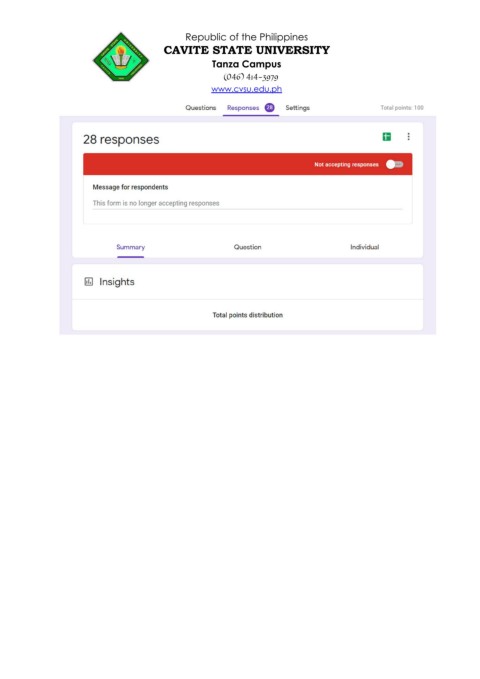 Republic of the Philippines
CAVITE STATE UNIVERSITY
Tanza Campus
(046) 414-3979
www.cvsu.edu.ph
Questions Responses 28 Settings Total points: 100
28 responses
Not accepting responses
Message for respondents
This form is no longer accepting responses
Summary Question Individual
Insights
Total points distribution